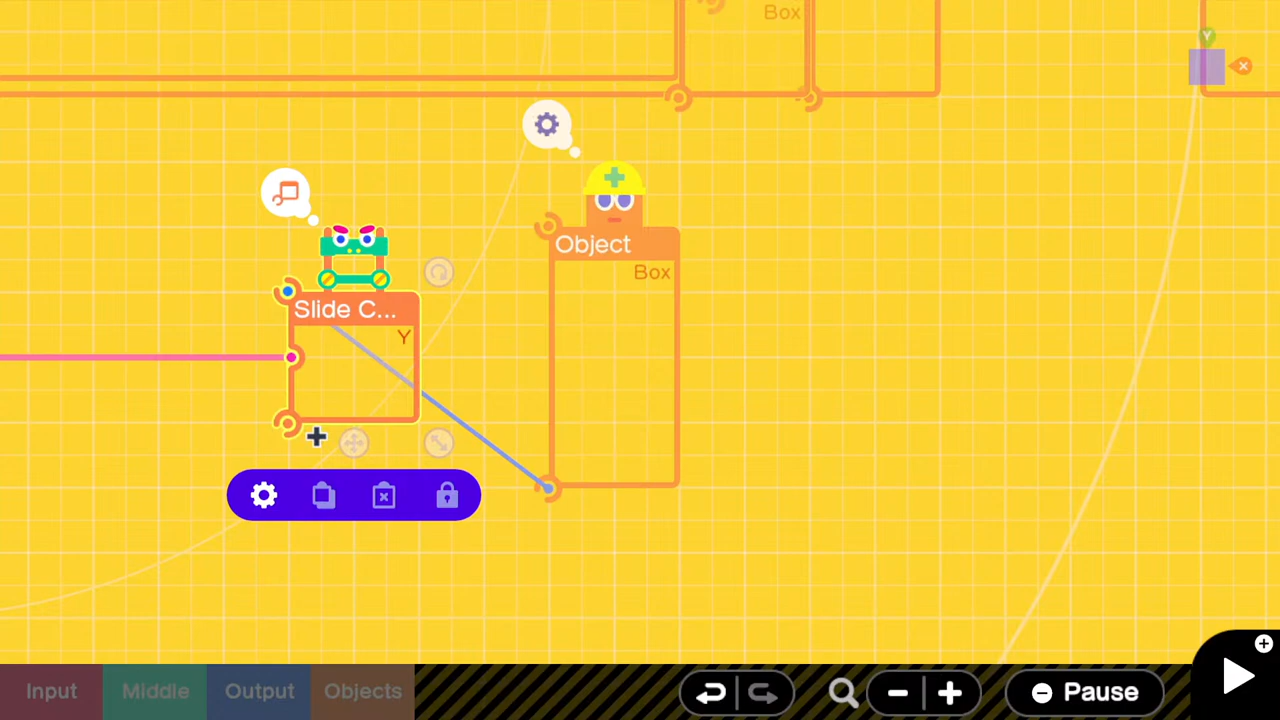 Box
Y
X
Object
Box
Slide C...
Y
Input
Middle
Output
Objects
Pause